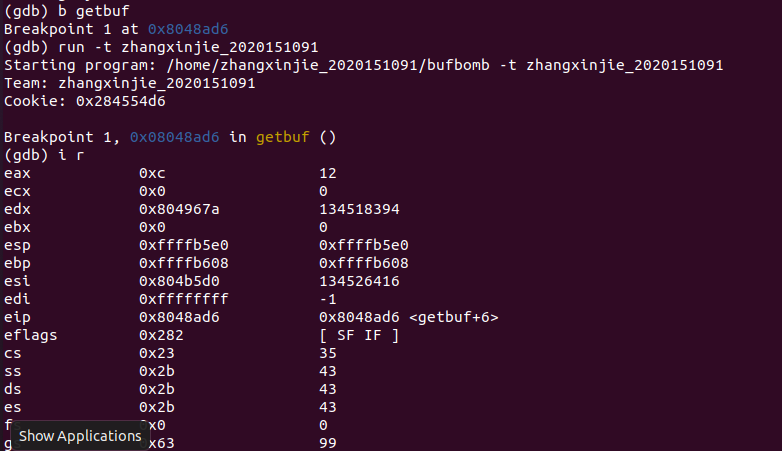 (gdb) b getbuf
Breakpoint 1 at 0x8048ad6
(gdb) run -t zhangxinjie_2020151091
Starting program: /home/zhangxinjie_2020151091/bufbomb -t zhangxinjie_2020151091
Team: zhangxinjie_2020151091
Cookie: 0x284554d6
Breakpoint 1, 0x08048ad6 in getbuf ()
(gdb) i r
eax 0xc 12
ecx 0x0 0
edx 0x804967a 134518394
ebx 0x0 0
esp 0xffffb5e0 0xffffb5e0
ebp 0xffffb608 0xffffb608
esi 0x804b5d0 134526416
edi 0xffffffff -1
eip 0x8048ad6 0x8048ad6 <getbuf+6>
eflags 0x282 [ SF IF ]
cs 0x23 35
ss 0x2b 43
ds 0x2b 43
es 0x2b 43
0x0 0
Show Applications
0x63 99